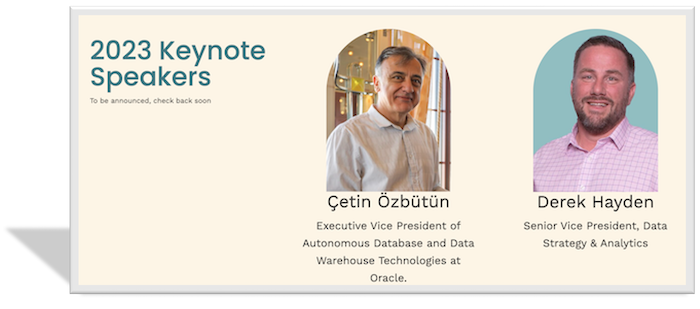 2023 Keynote
Speakers
To be announced, check back soon
Çetin Özbütün
Executive Vice President of
Autonomous Database and Data
Warehouse Technologies at
Oracle.
Derek Hayden
Senior Vice President, Data
Strategy & Analytics